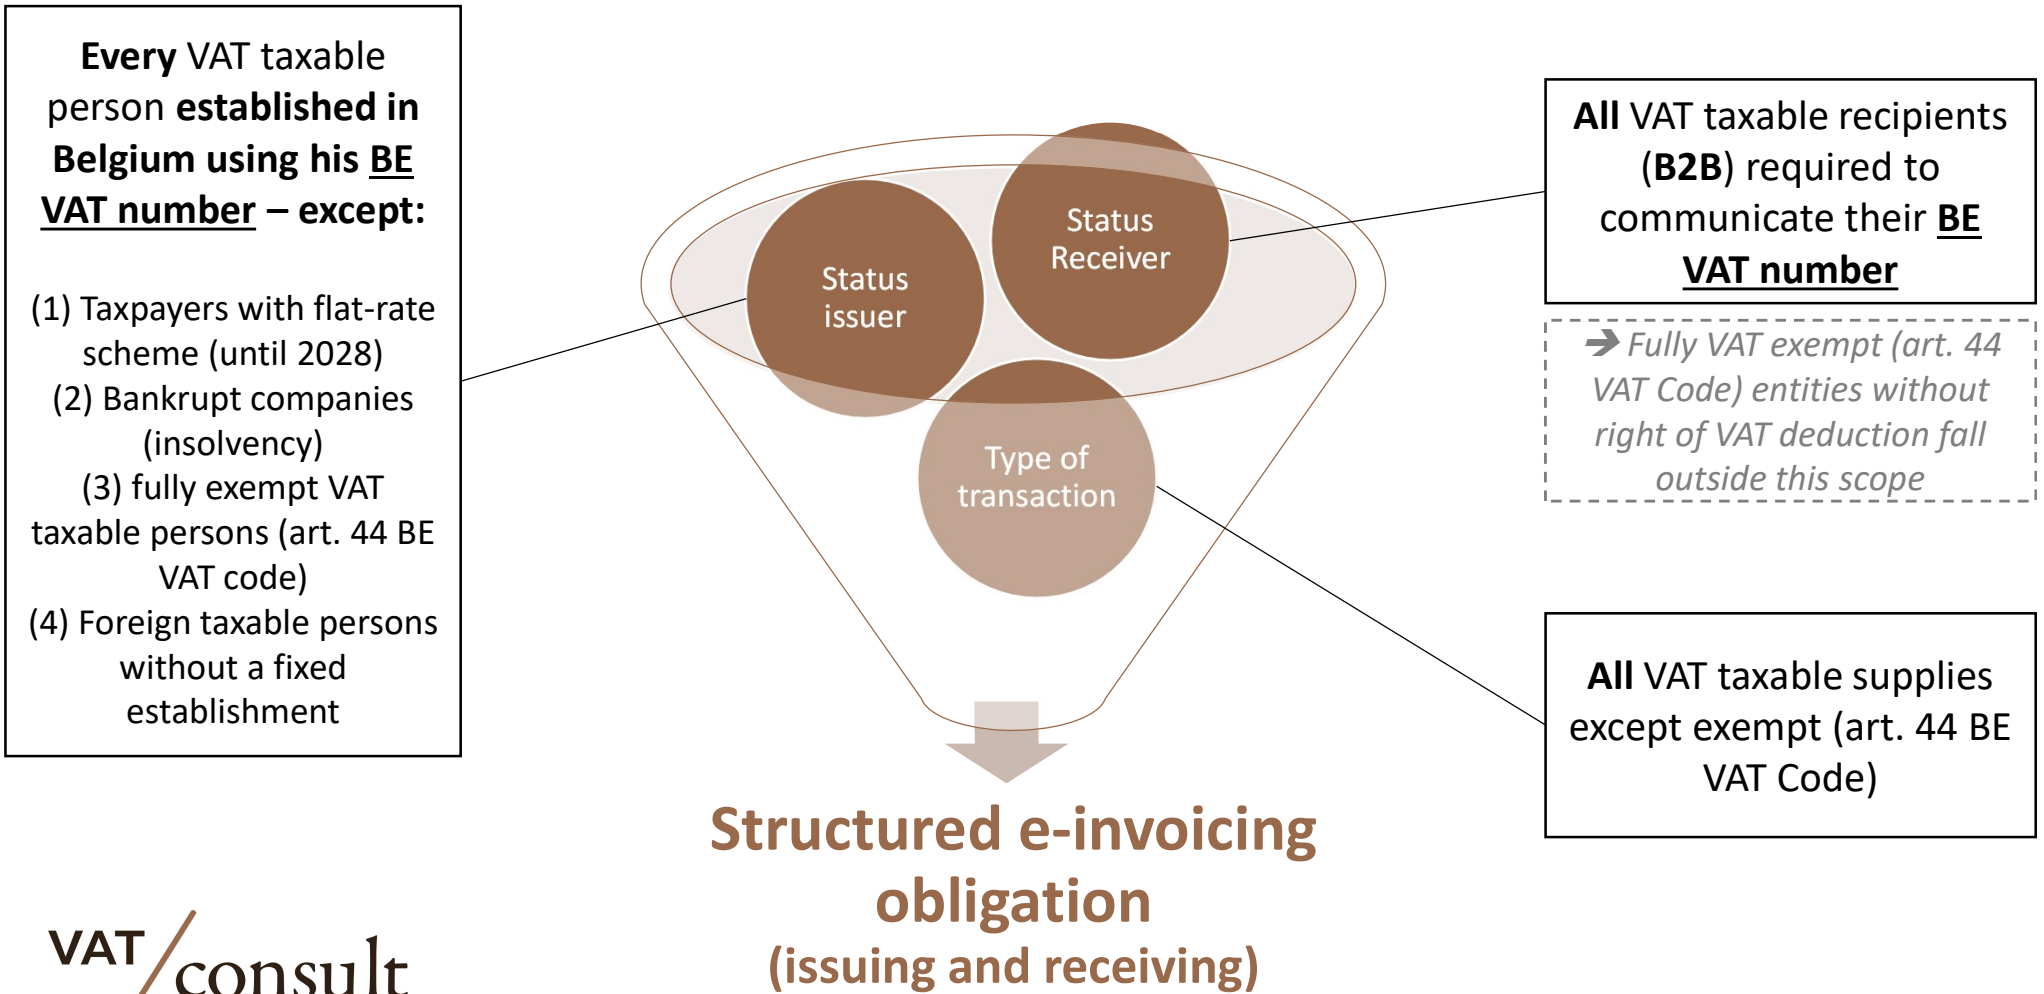 Every VAT taxable
person established in
Belgium using his BE
VAT number – except:
(1) Taxpayers with flat-rate
scheme (until 2028)
(2) Bankrupt companies
(insolvency)
(3) fully exempt VAT
taxable persons (art. 44 BE
VAT code)
(4) Foreign taxable persons
without a fixed
establishment
Status
issuer
Status
Receiver
Type of
transaction
All VAT taxable recipients
(B2B) required to
communicate their BE
VAT number
➔ Fully VAT exempt (art. 44
VAT Code) entities without
right of VAT deduction fall
outside this scope
All VAT taxable supplies
except exempt (art. 44 BE
VAT Code)
Structured e-invoicing
obligation
(issuing and receiving)
VAT
consult